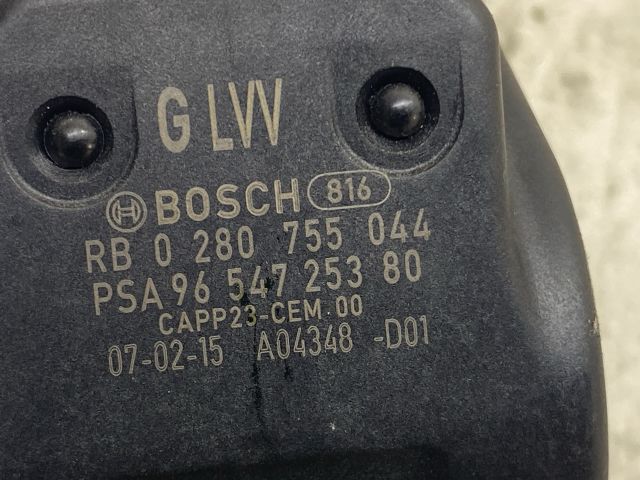 G LVV
BOSCH 816
RB 0 280 755 044
PSA 96 547 253 80
CAPP23-CEM.00
07-02-15 A04348 -D01